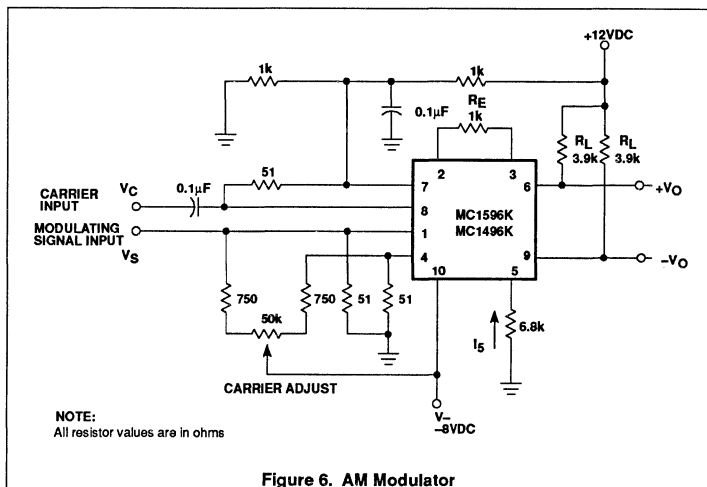 +12VDC
1k
1k
0.1µF
R_E
1k
R_L
3.9k
R_L
3.9k
51
2
3
CARRIER
INPUT
V_C
0.1µF
7
6
+V_O
8
MC1596K
MODULATING
SIGNAL INPUT
1
MC1496K
V_S
4
9
–V_O
10
5
750
750
51
51
50k
I_5
6.8k
CARRIER ADJUST
V–
–8VDC
NOTE:
All resistor values are in ohms
Figure 6. AM Modulator